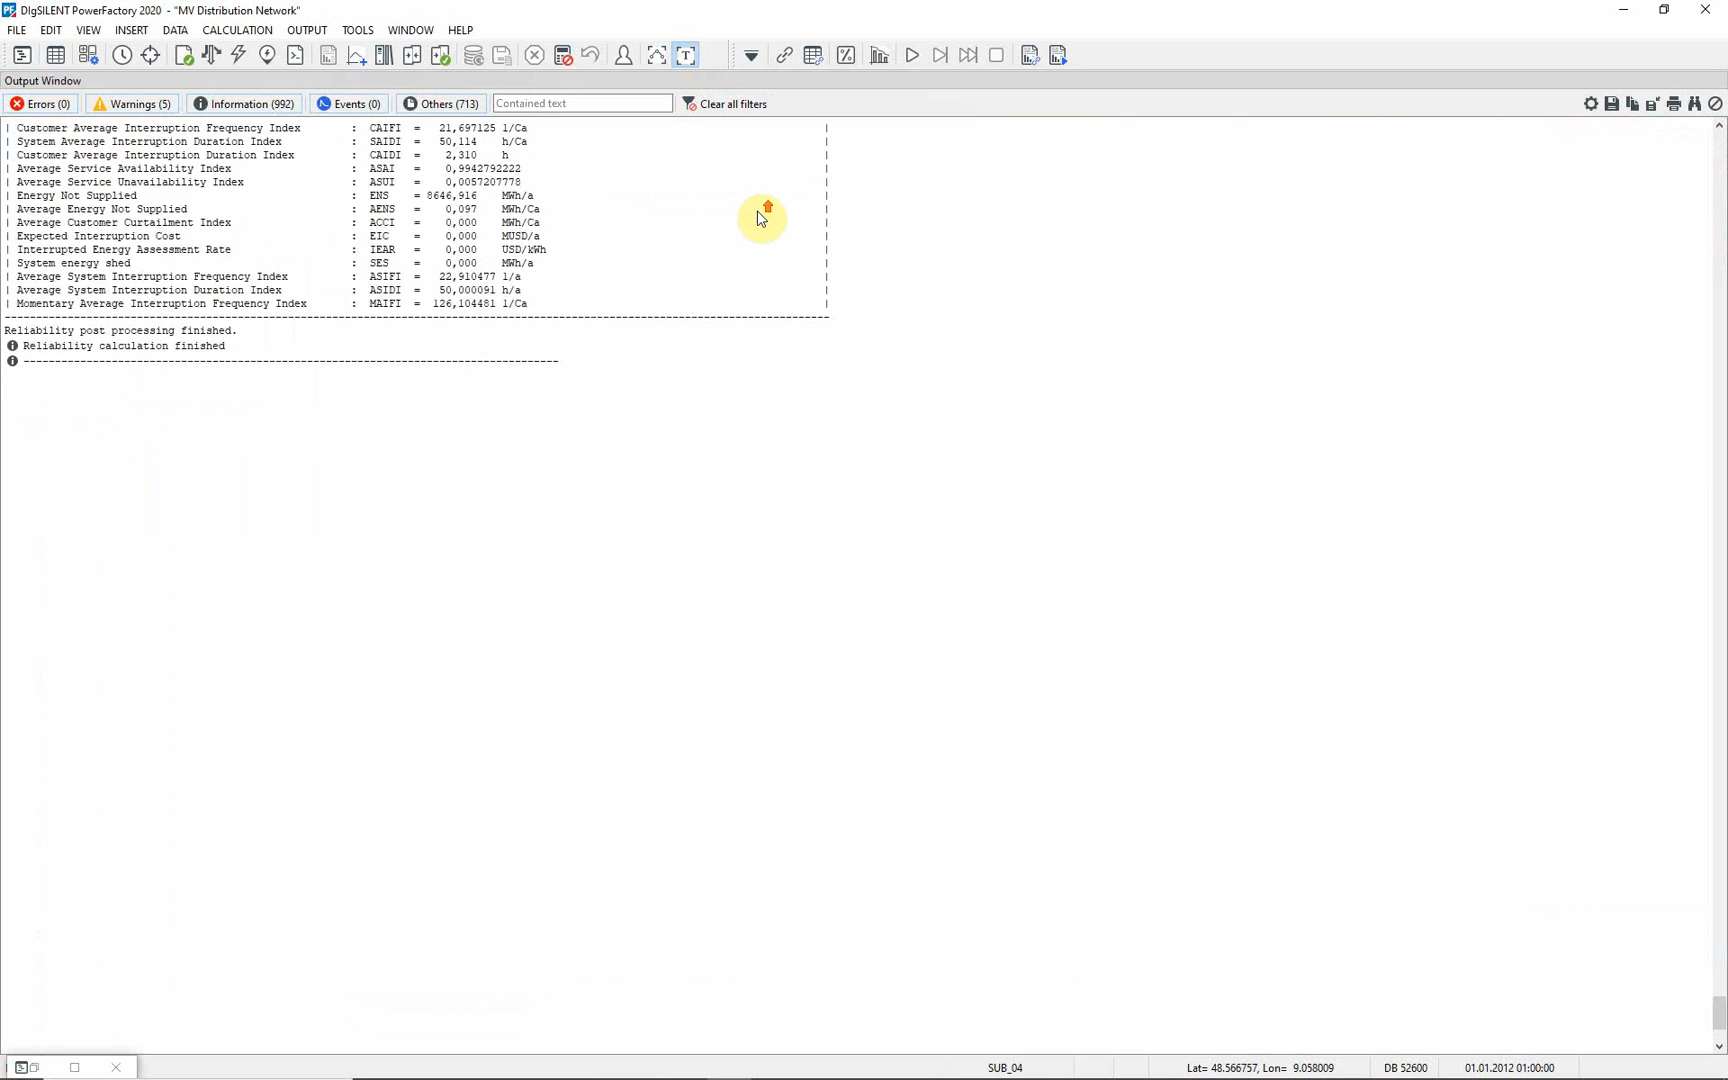 DIgSILENT PowerFactory 2020 - "MV Distribution Network"
FILE EDIT VIEW INSERT DATA CALCULATION OUTPUT TOOLS WINDOW HELP
Output Window
Errors (0) Warnings (5) Information (992) Events (0) Others (713) Contained text Clear all filters
| Customer Average Interruption Frequency Index : CAIFI = 21,697125 1/Ca |
| System Average Interruption Duration Index : SAIDI = 50,114 h/Ca |
| Customer Average Interruption Duration Index : CAIDI = 2,310 h |
| Average Service Availability Index : ASAI = 0,9942792222 |
| Average Service Unavailability Index : ASUI = 0,0057207778 |
| Energy Not Supplied : ENS = 8646,916 MWh/a |
| Average Energy Not Supplied : AENS = 0,097 MWh/Ca |
| Average Customer Curtailment Index : ACCI = 0,000 MWh/Ca |
| Expected Interruption Cost : EIC = 0,000 MUSD/a |
| Interrupted Energy Assessment Rate : IEAR = 0,000 USD/kWh |
| System energy shed : SES = 0,000 MWh/a |
| Average System Interruption Frequency Index : ASIFI = 22,910477 1/a |
| Average System Interruption Duration Index : ASIDI = 50,000091 h/a |
| Momentary Average Interruption Frequency Index : MAIFI = 126,104481 1/Ca |
Reliability post processing finished.
Reliability calculation finished
SUB_04 Lat= 48.566757, Lon= 9.058009 DB 52600 01.01.2012 01:00:00